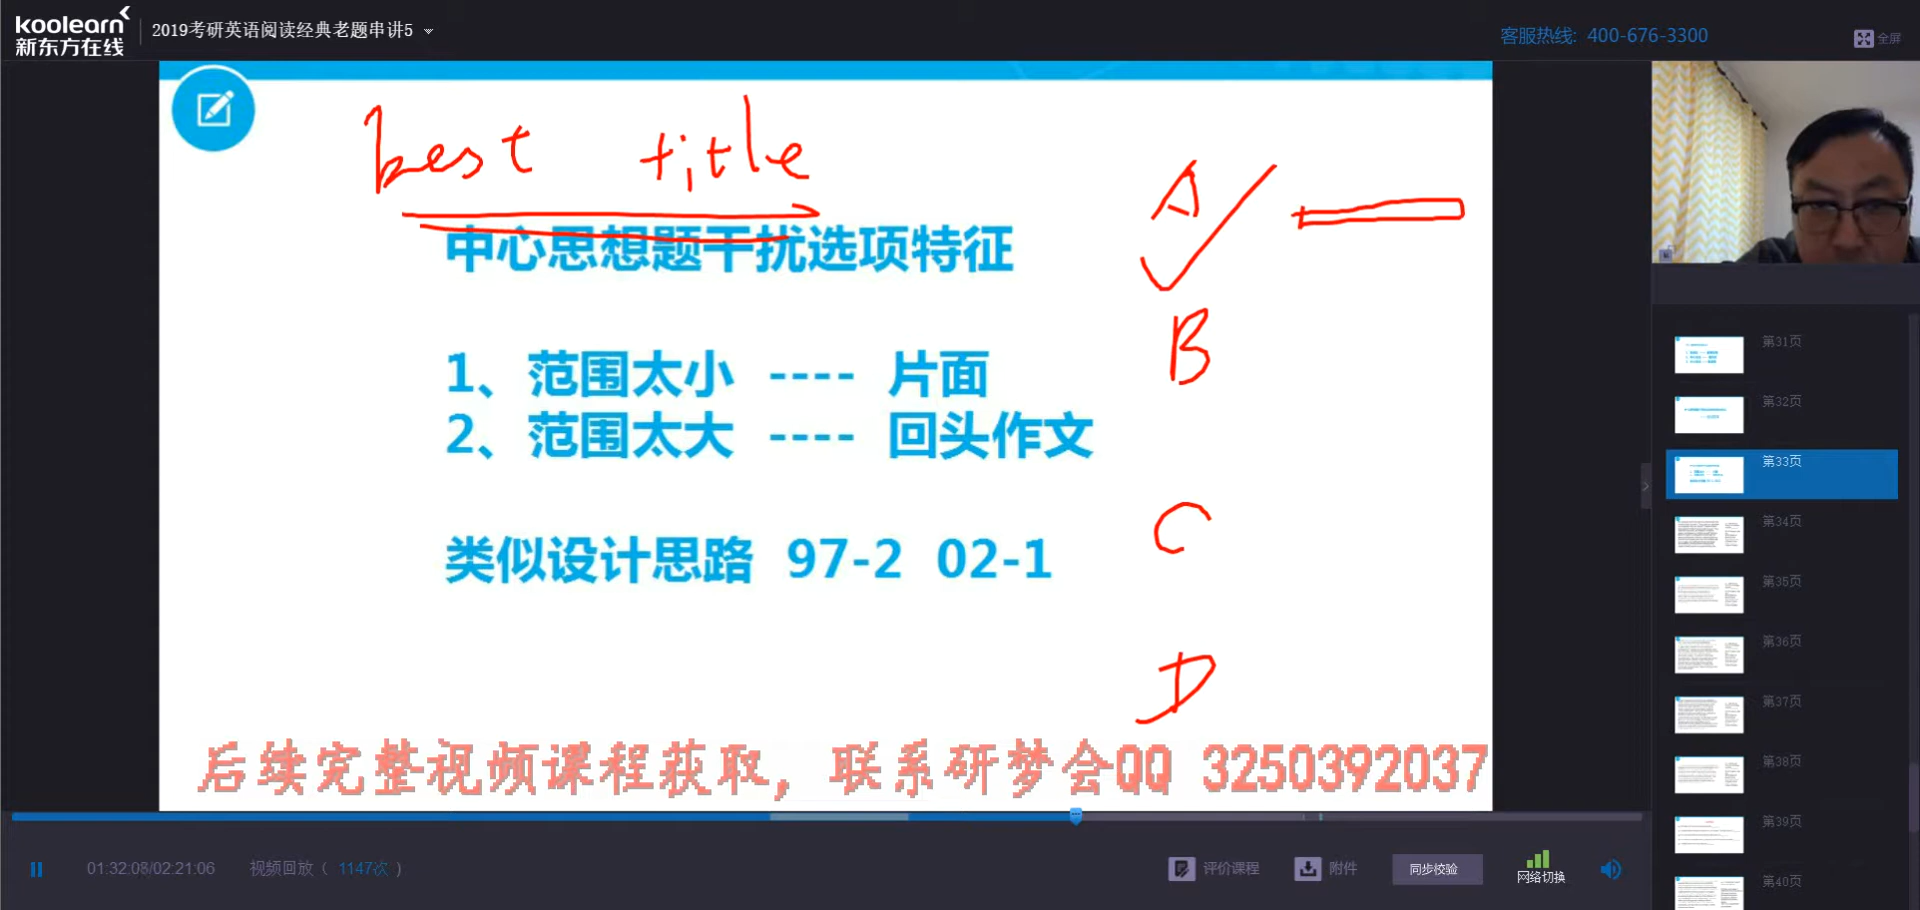 koolearn
新东方在线
2019考研英语阅读经典老题串讲5
客服热线: 400-676-3300
全屏
best title
中心思想题干扰选项特征
1、范围太小 ---- 片面
2、范围太大 ---- 回头作文
类似设计思路 97-2 02-1
A
B
C
D
后续完整视频课程获取，联系研梦会QQ 3250392037
第31页
第32页
第33页
第34页
第35页
第36页
第37页
第38页
第39页
第40页
01:32:08/02:21:06
视频回放（ 1147次 ）
评价课程
附件
同步校验
网络切换